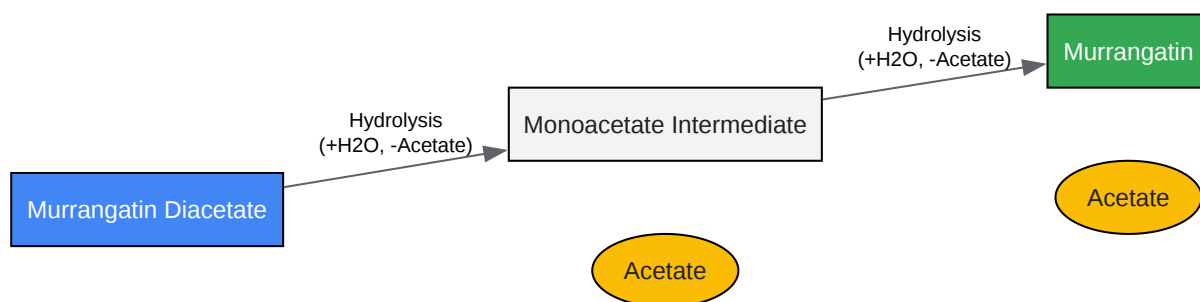 Hydrolysis
(+H2O, -Acetate)
Murrangatin
Hydrolysis
(+H2O, -Acetate)
Monoacetate Intermediate
Murrangatin Diacetate
Acetate
Acetate